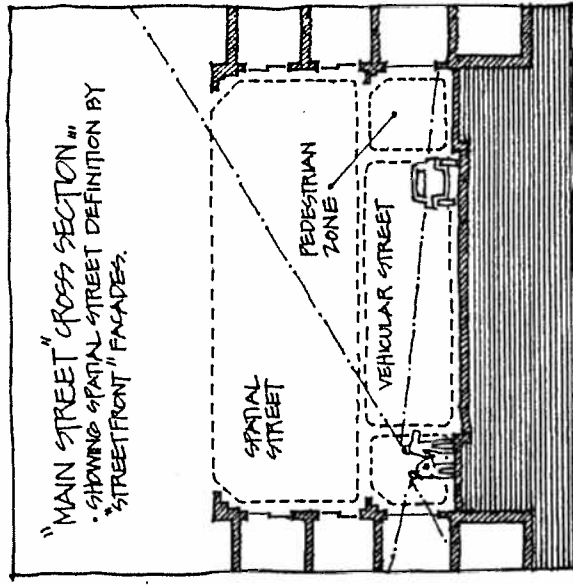 "MAIN STREET" CROSS SECTION...
• SHOWING SPATIAL STREET DEFINITION BY
"STREETFRONT" FACADES.
SPATIAL
STREET
PEDESTRIAN
ZONE
VEHICULAR STREET